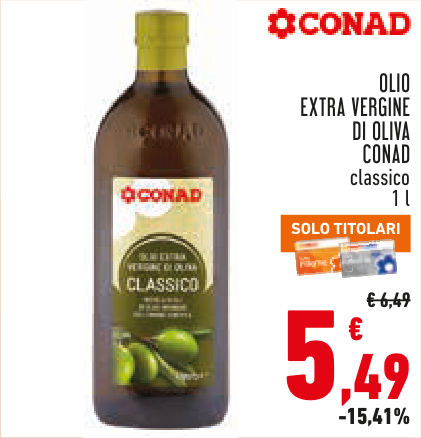 CONAD
OLIO
EXTRA VERGINE
DI OLIVA
CONAD
classico
1 l
SOLO TITOLARI
€ 6,49
5,49 €
-15,41%
CONAD
CONAD
OLIO EXTRA
VERGINE DI OLIVA
CLASSICO